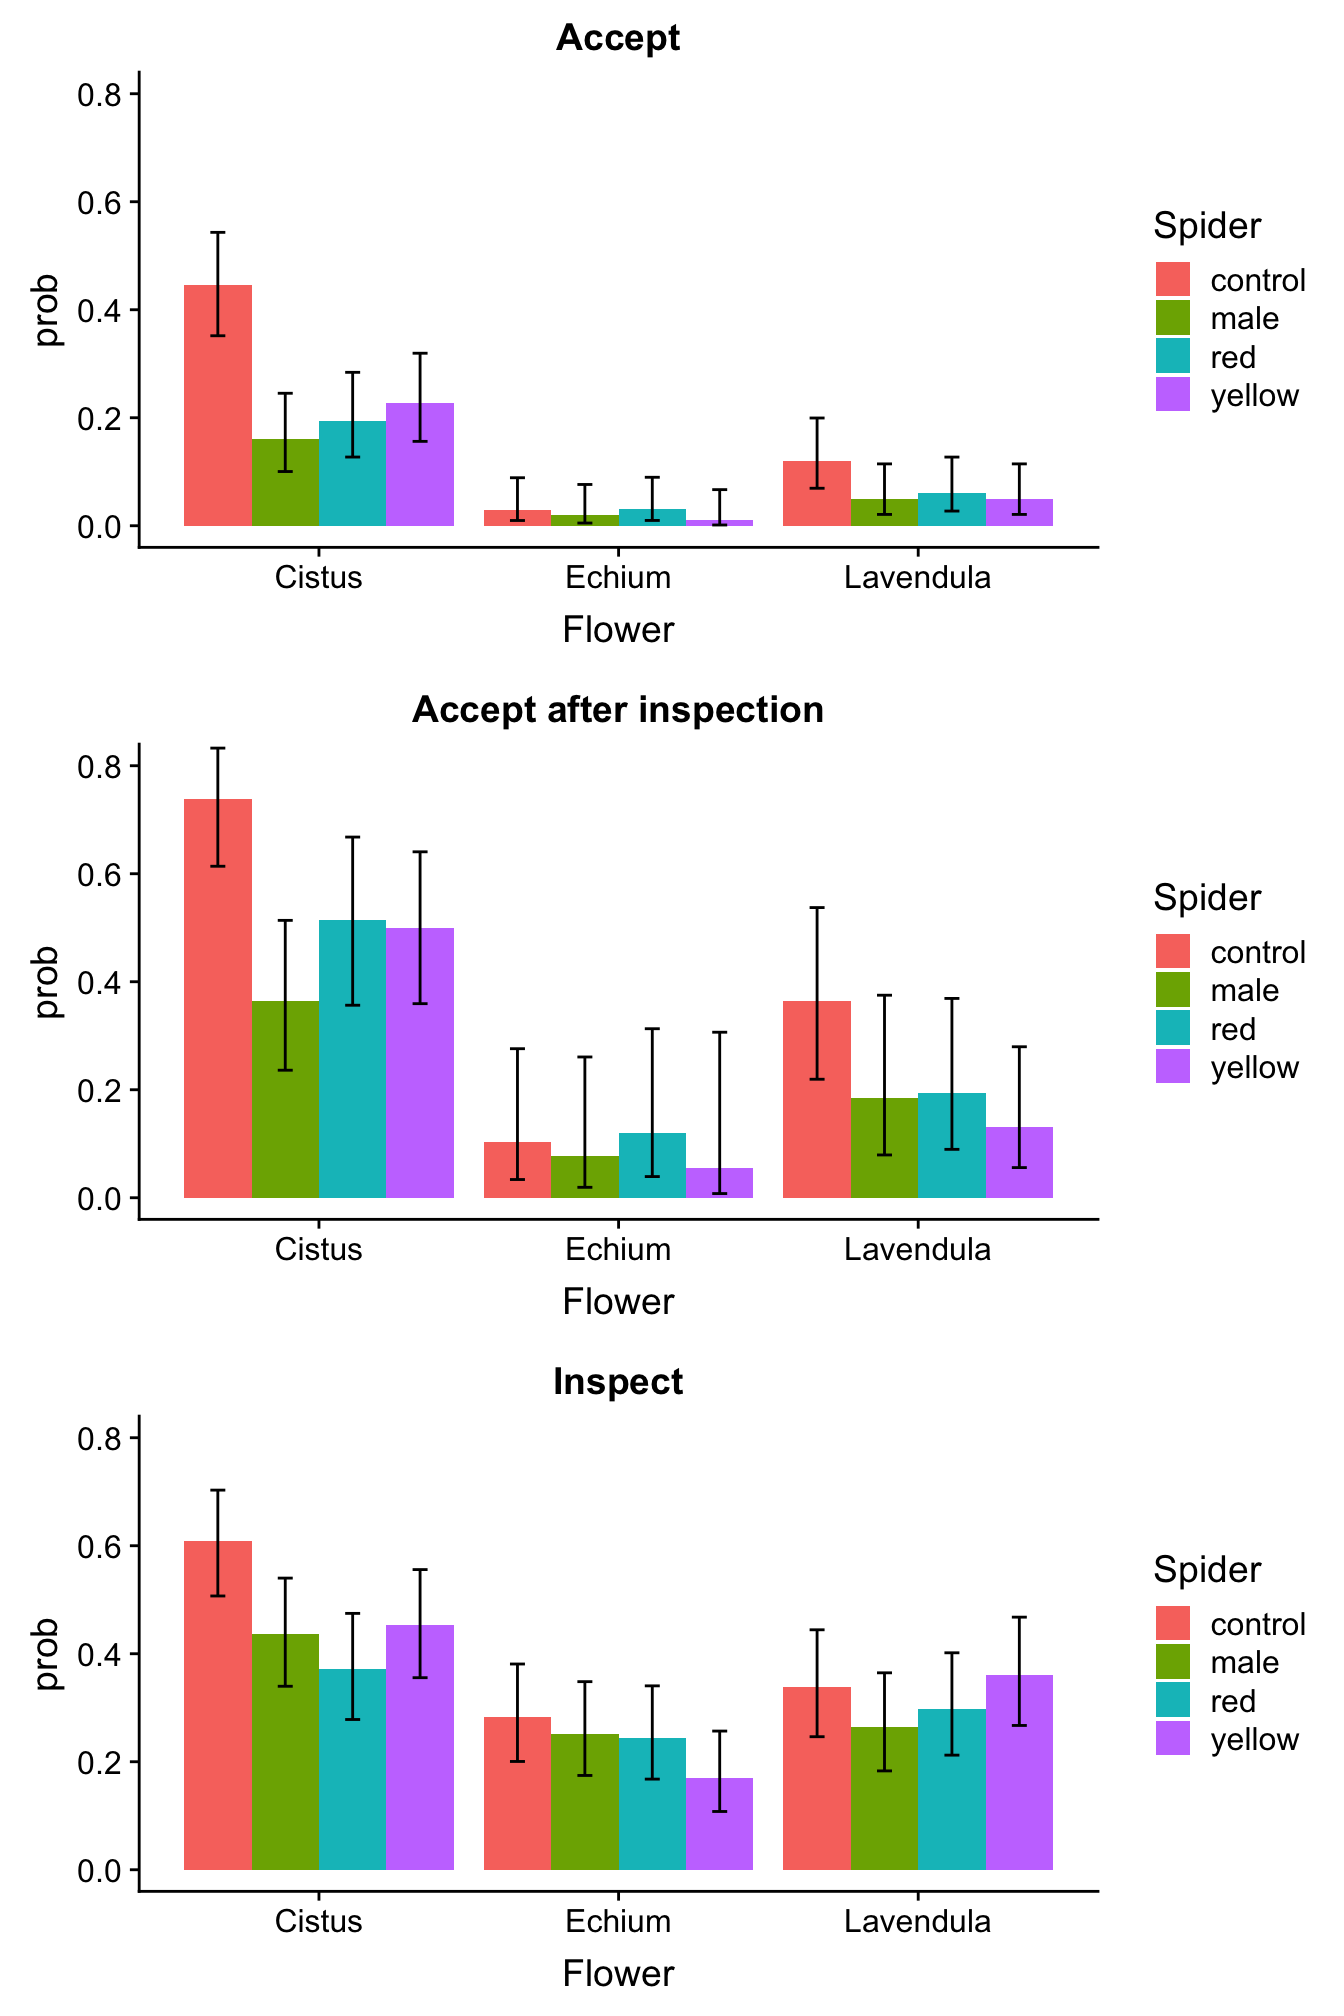 Accept
0.8
0.6
0.4
0.2
0.0
prob
Cistus Echium Lavendula
Flower
Spider
control
male
red
yellow
Accept after inspection
0.8
0.6
0.4
0.2
0.0
prob
Cistus Echium Lavendula
Flower
Spider
control
male
red
yellow
Inspect
0.8
0.6
0.4
0.2
0.0
prob
Cistus Echium Lavendula
Flower
Spider
control
male
red
yellow